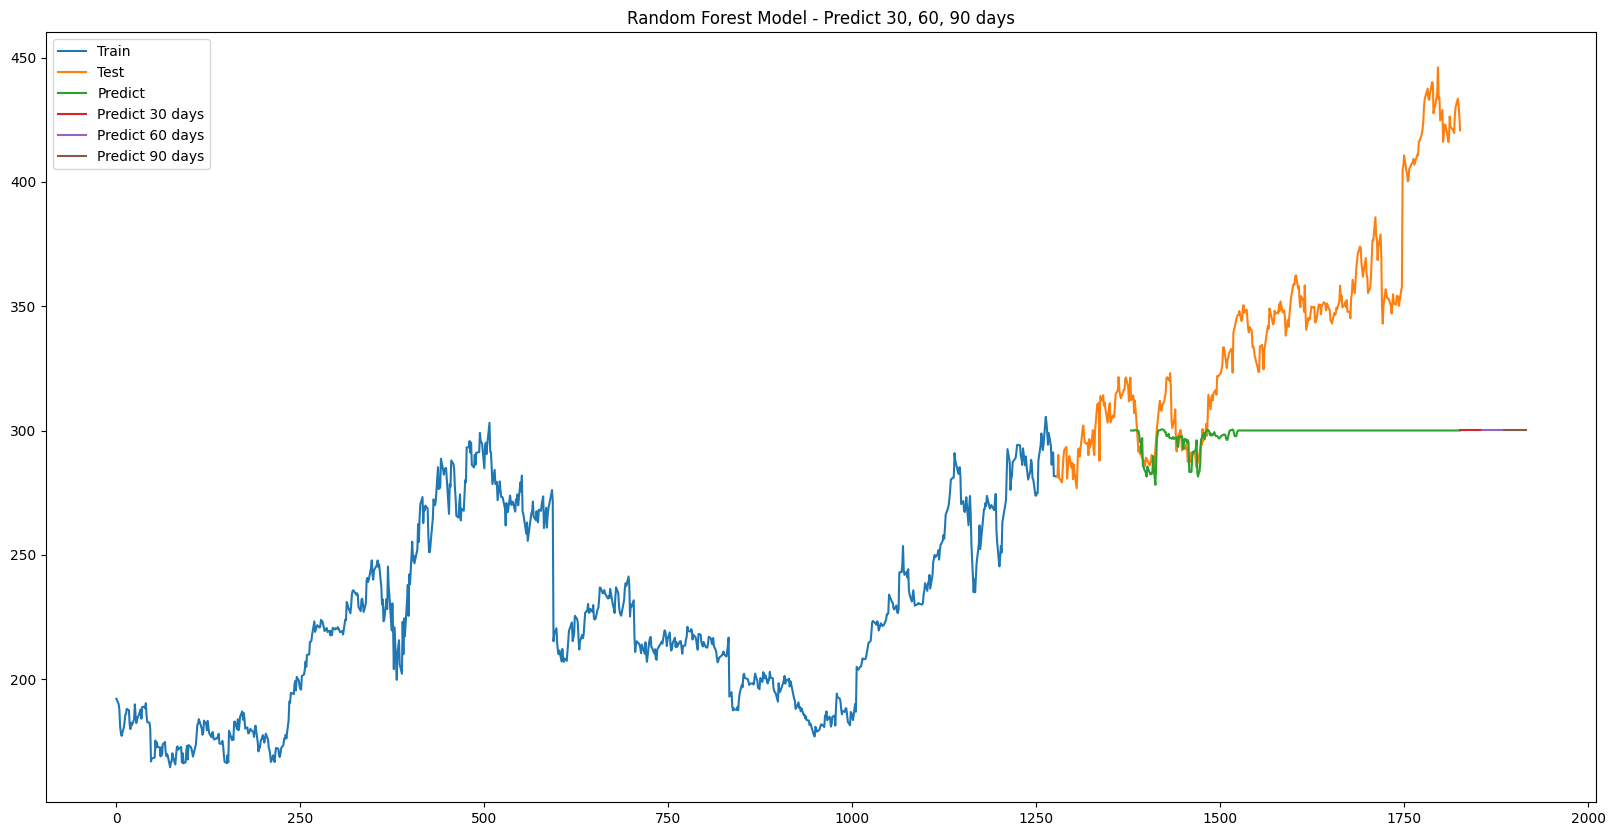 Random Forest Model - Predict 30, 60, 90 days
Train
Test
Predict
Predict 30 days
Predict 60 days
Predict 90 days
450
400
350
300
250
200
0 250 500 750 1000 1250 1500 1750 2000